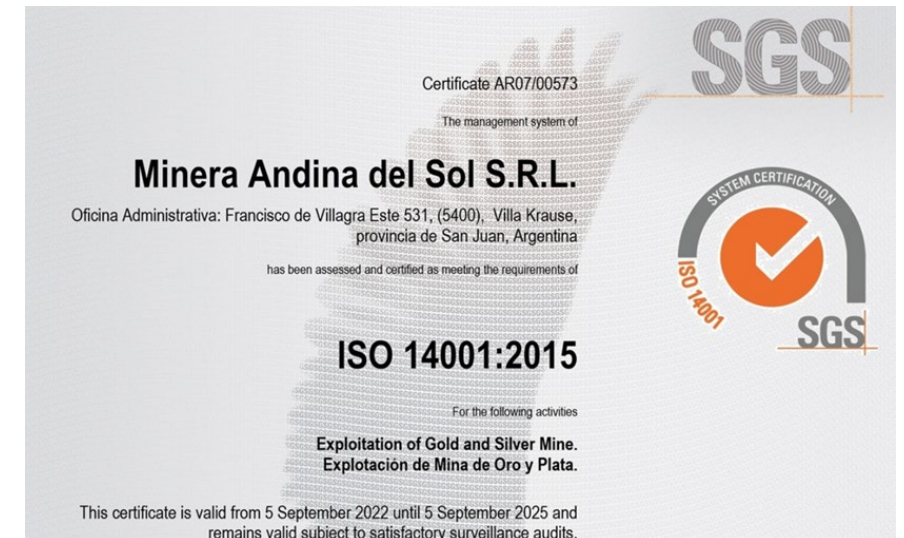 SGS
Certificate AR07/00573
The management system of
Minera Andina del Sol S.R.L.
Oficina Administrativa: Francisco de Villagra Este 531, (5400), Villa Krause,
provincia de San Juan, Argentina
has been assessed and certified as meeting the requirements of
SYSTEM CERTIFICATION
ISO 14001
SGS
ISO 14001:2015
For the following activities
Exploitation of Gold and Silver Mine.
Explotación de Mina de Oro y Plata.
This certificate is valid from 5 September 2022 until 5 September 2025 and
remains valid subject to satisfactory surveillance audits.